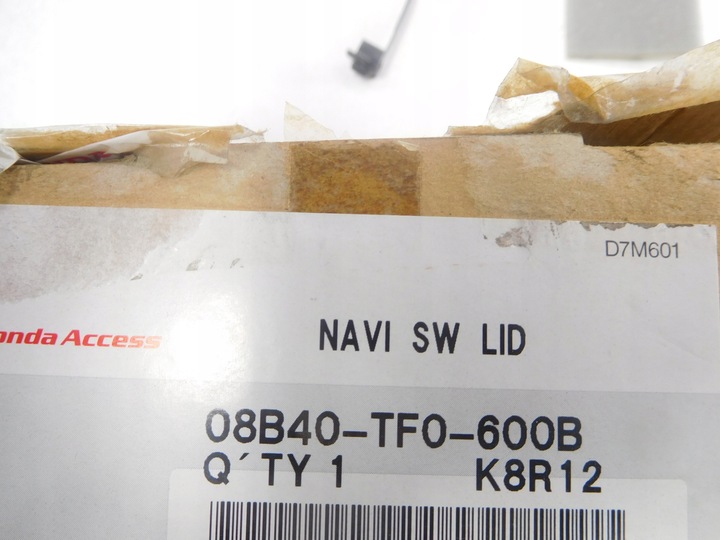 D7M601
onda Access
NAVI SW LID
08B40-TF0-600B
Q'TY 1 K8R12